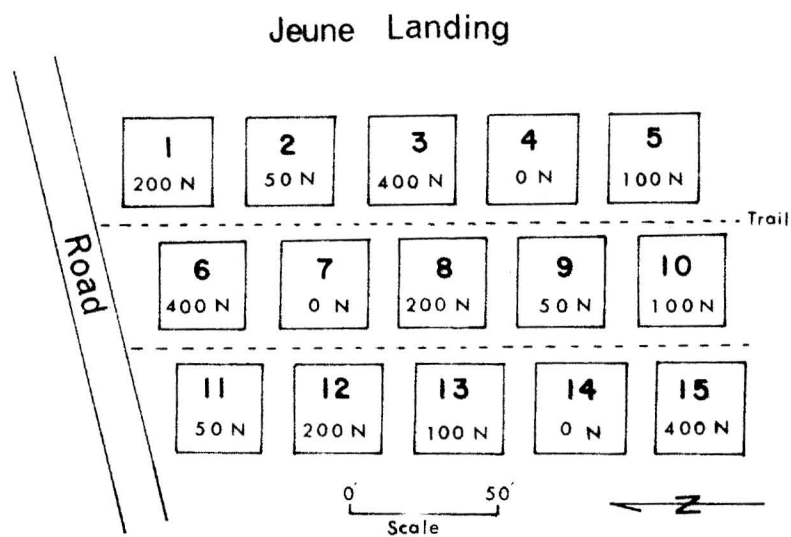 Jeune Landing
1 2 3 4 5
200 N 50 N 400 N 0 N 100 N
Trail
Road
6 7 8 9 10
400 N 0 N 200 N 50 N 100 N
11 12 13 14 15
50 N 200 N 100 N 0 N 400 N
0' 50'
Scale
N